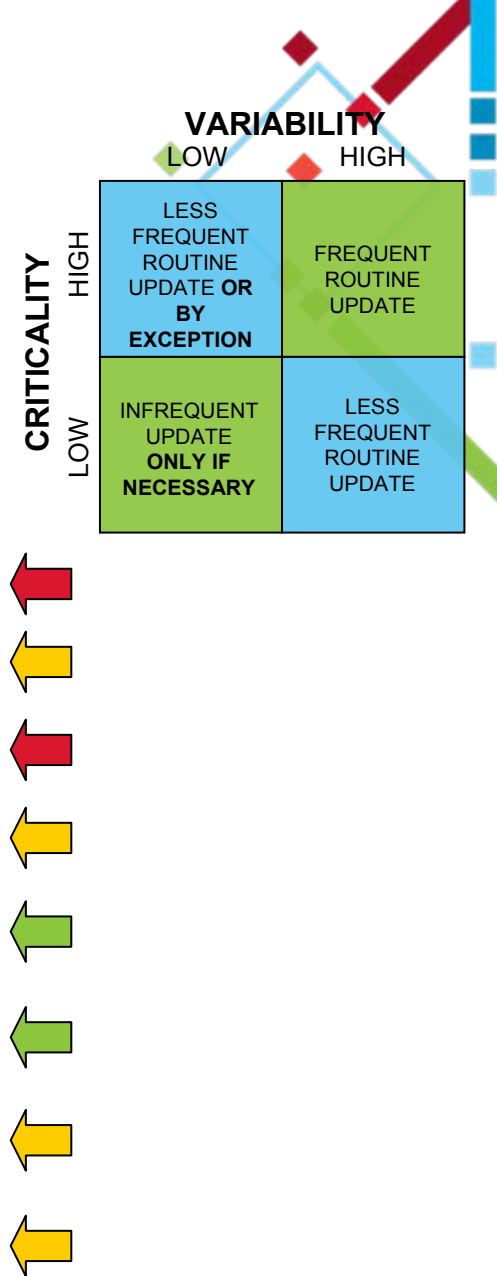 VARIABILITY
LOW HIGH
CRITICALITY
HIGH
LESS
FREQUENT
ROUTINE
UPDATE OR
BY
EXCEPTION
FREQUENT
ROUTINE
UPDATE
LOW
INFREQUENT
UPDATE
ONLY IF
NECESSARY
LESS
FREQUENT
ROUTINE
UPDATE